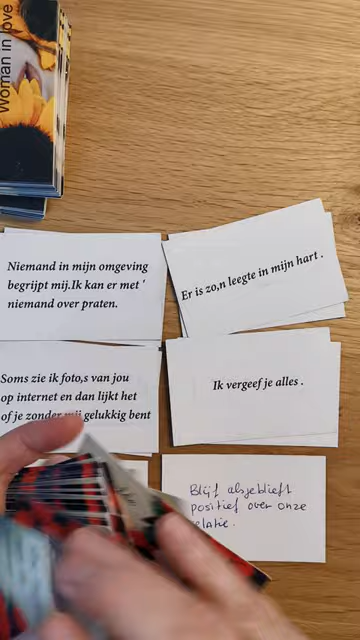 Woman in love
Niemand in mijn omgeving
begrijpt mij.Ik kan er met '
niemand over praten.
Er is zo,n leegte in mijn hart .
Soms zie ik foto,s van jou
op internet en dan lijkt het
of je zonder mij gelukkig bent
Ik vergeef je alles .
Blijf alsjeblieft
positief over onze
relatie.